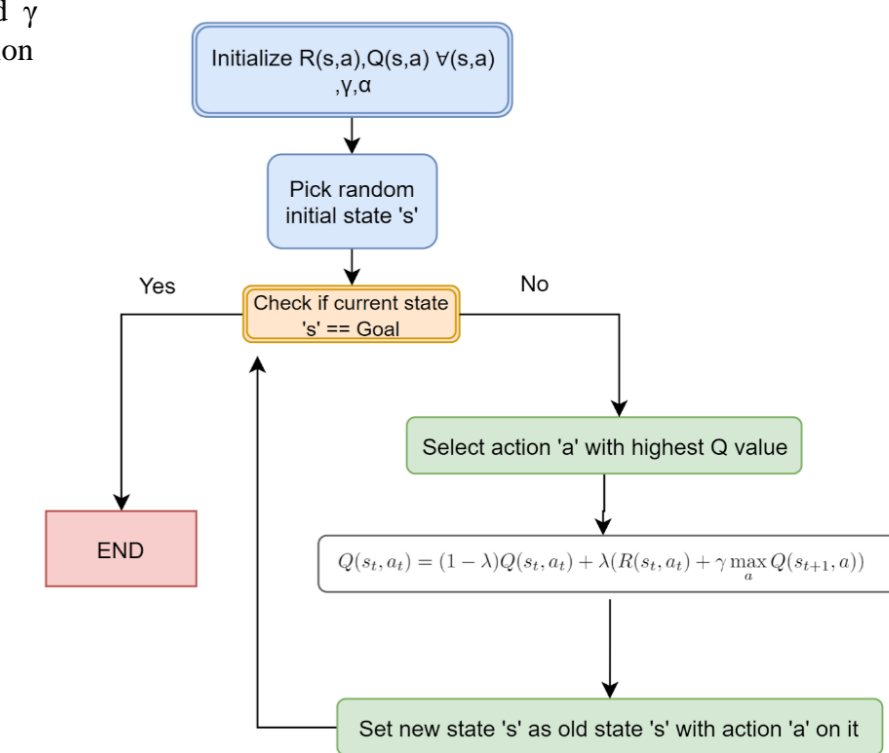 γ
Initialize R(s,a),Q(s,a) ∀(s,a)
,γ,α
Pick random
initial state 's'
Yes
No
Check if current state
's' == Goal
Select action 'a' with highest Q value
END
Q(s_t, a_t) = (1 − λ)Q(s_t, a_t) + λ(R(s_t, a_t) + γ max_a Q(s_{t+1}, a))
Set new state 's' as old state 's' with action 'a' on it